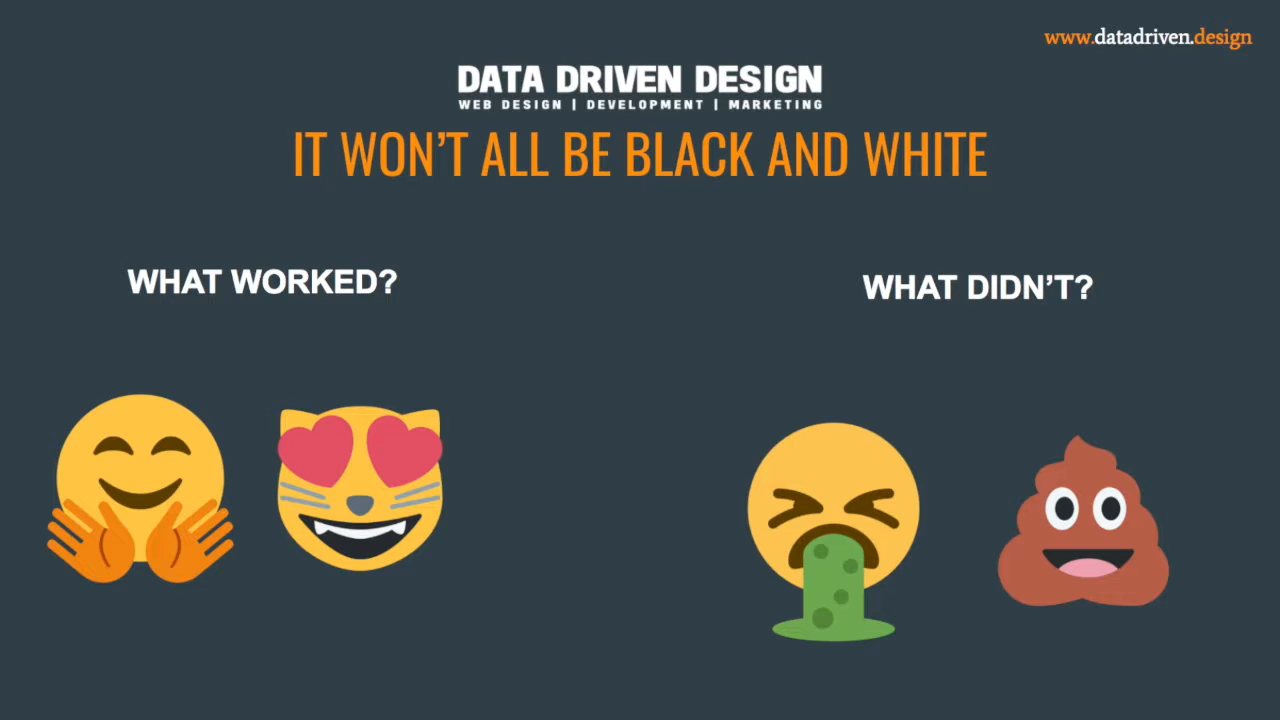 www.datadriven.design
DATA DRIVEN DESIGN
WEB DESIGN | DEVELOPMENT | MARKETING
IT WON’T ALL BE BLACK AND WHITE
WHAT WORKED?
WHAT DIDN’T?